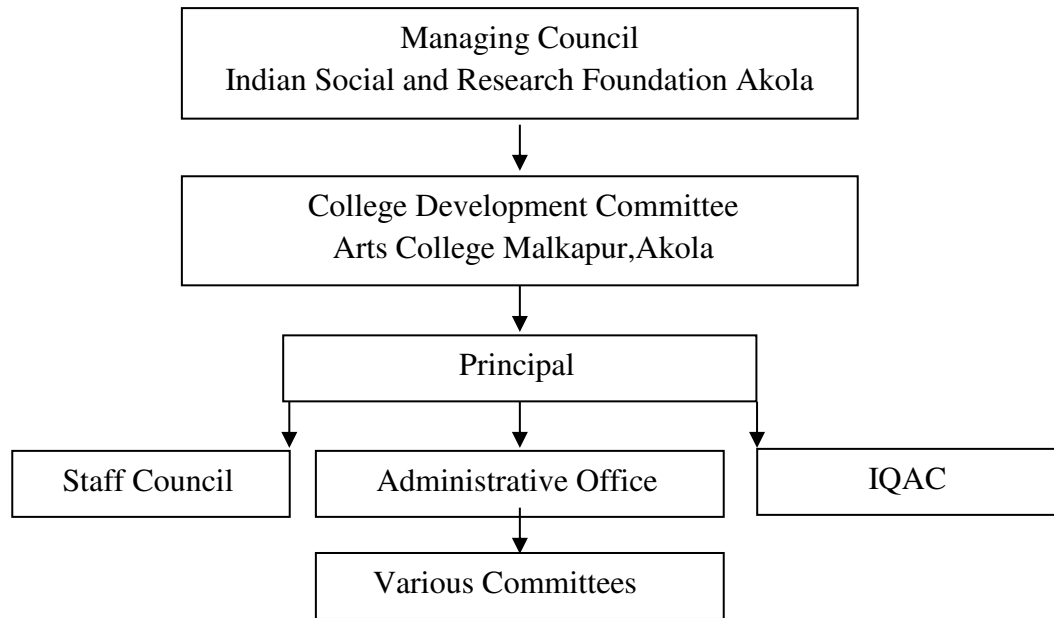 Managing Council
Indian Social and Research Foundation Akola
College Development Committee
Arts College Malkapur,Akola
Principal
Staff Council
Administrative Office
IQAC
Various Committees